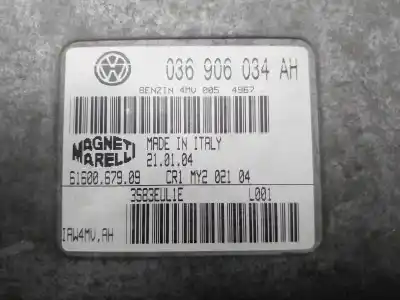 036 906 034 AH
BENZIN 4MV 005 4967
MAGNETI MARELLI
MADE IN ITALY
21.01.04
61600.679.09 CR1 MY2 021 04
3S83EUL1E L001
IAW4MV.AH